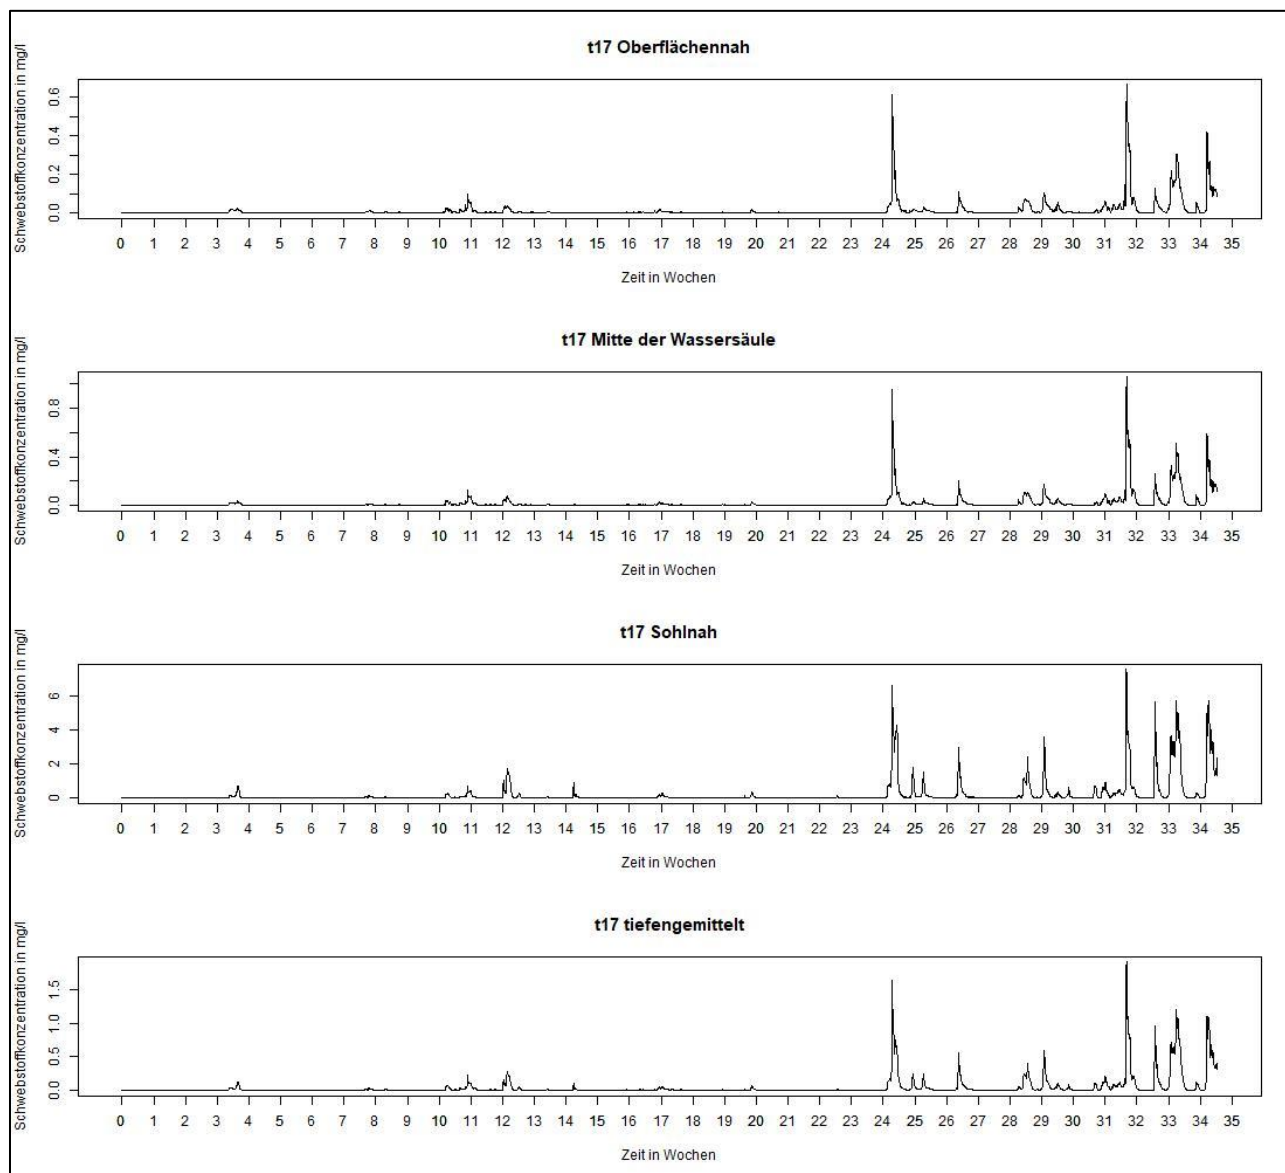 t17 Oberflächennah
Schwebstoffkonzentration in mg/l
0.6
0.4
0.2
0.0
0 1 2 3 4 5 6 7 8 9 10 11 12 13 14 15 16 17 18 19 20 21 22 23 24 25 26 27 28 29 30 31 32 33 34 35
Zeit in Wochen
t17 Mitte der Wassersäule
Schwebstoffkonzentration in mg/l
0.8
0.4
0.0
0 1 2 3 4 5 6 7 8 9 10 11 12 13 14 15 16 17 18 19 20 21 22 23 24 25 26 27 28 29 30 31 32 33 34 35
Zeit in Wochen
t17 Sohlnah
Schwebstoffkonzentration in mg/l
6
4
2
0
0 1 2 3 4 5 6 7 8 9 10 11 12 13 14 15 16 17 18 19 20 21 22 23 24 25 26 27 28 29 30 31 32 33 34 35
Zeit in Wochen
t17 tiefengemittelt
Schwebstoffkonzentration in mg/l
1.5
1.0
0.5
0.0
0 1 2 3 4 5 6 7 8 9 10 11 12 13 14 15 16 17 18 19 20 21 22 23 24 25 26 27 28 29 30 31 32 33 34 35
Zeit in Wochen